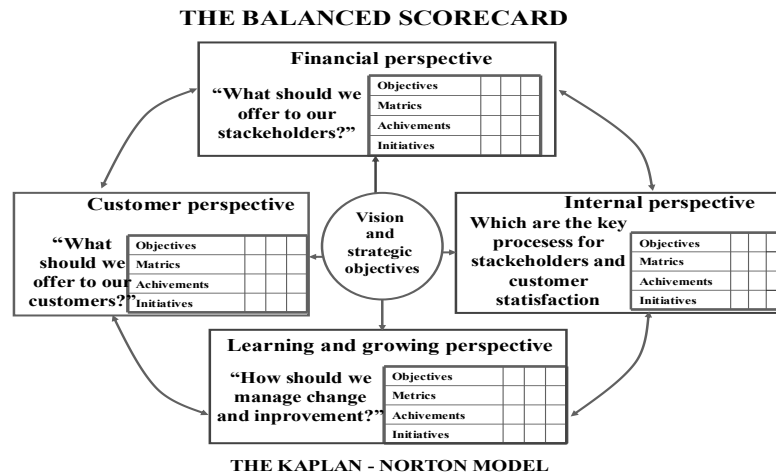 THE BALANCED SCORECARD
Financial perspective
“What should we
offer to our
stackeholders?”
Objectives
Matrics
Achivements
Initiatives
Customer perspective
“What
should we
offer to our
customers?”
Objectives
Matrics
Achivements
Initiatives
Vision
and
strategic
objectives
Internal perspective
Which are the key
procesess for
stackeholders and
customer
statisfaction
Objectives
Matrics
Achivements
Initiatives
Learning and growing perspective
“How should we
manage change
and inprovement?”
Objectives
Metrics
Achivements
Initiatives
THE KAPLAN - NORTON MODEL